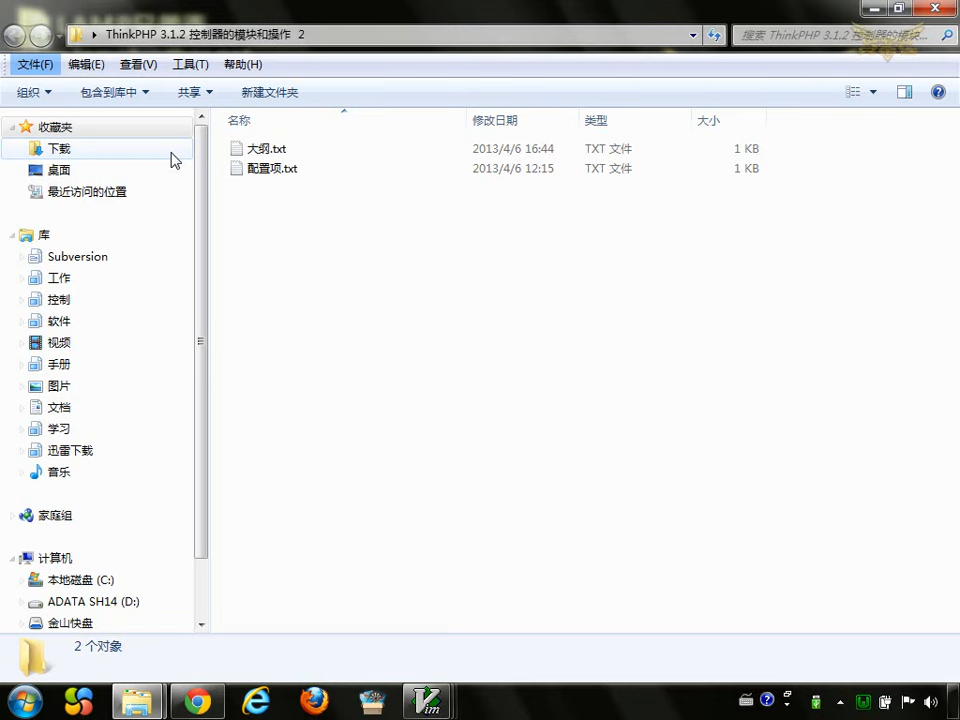 ThinkPHP 3.1.2 控制器的模块和操作 2
搜索 ThinkPHP 3.1.2 控制器的模块...
文件(F) 编辑(E) 查看(V) 工具(T) 帮助(H)
组织 包含到库中 共享 新建文件夹
收藏夹
下载
桌面
最近访问的位置
库
Subversion
工作
控制
软件
视频
手册
图片
文档
学习
迅雷下载
音乐
家庭组
计算机
本地磁盘 (C:)
ADATA SH14 (D:)
金山快盘
名称 修改日期 类型 大小
大纲.txt 2013/4/6 16:44 TXT 文件 1 KB
配置项.txt 2013/4/6 12:15 TXT 文件 1 KB
2 个对象